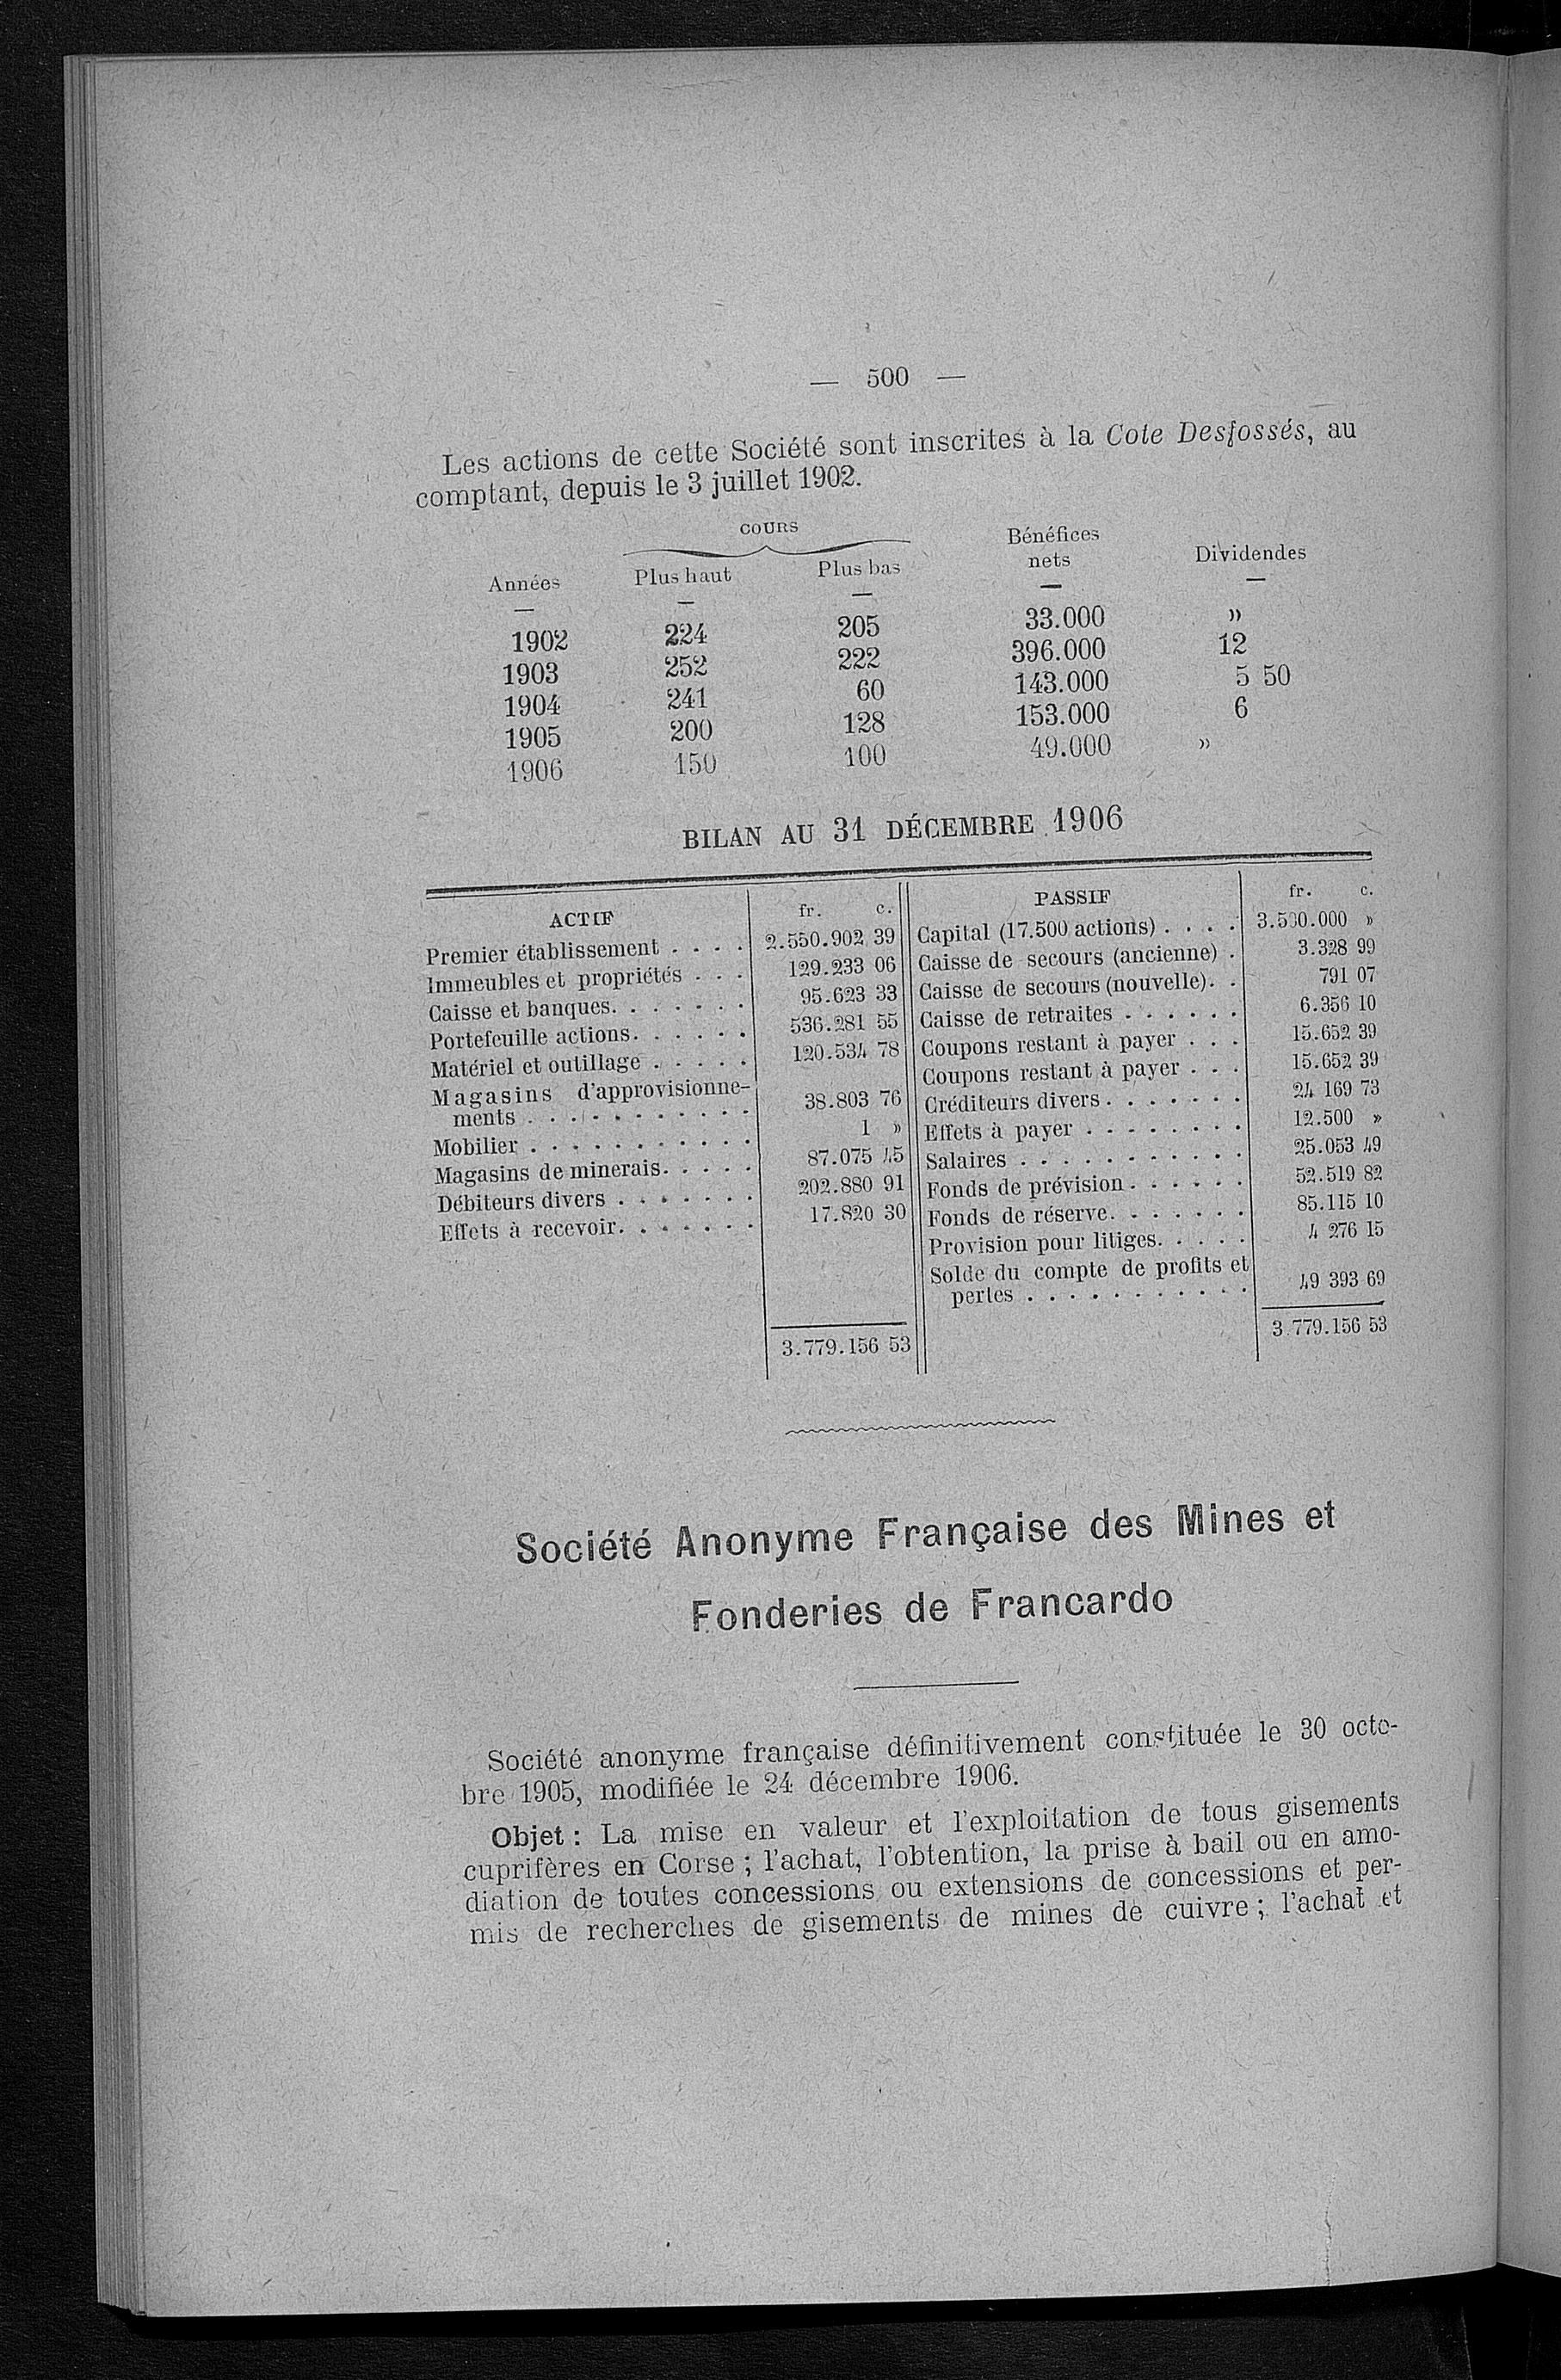 — 500 —
Les actions de cette Société sont inscrites à la Cote Desfossés, au
comptant, depuis le 3 juillet 1902.
COURS
Années Plus haut Plus bas Bénéfices nets Dividendes
1902 224 205 33.000 »
1903 252 222 396.000 12
1904 241 60 143.000 5 50
1905 200 128 153.000 6
1906 150 100 49.000 »
BILAN AU 31 DÉCEMBRE 1906
ACTIF fr. c.
Premier établissement . . . . 2.550.902 39
Immeubles et propriétés . . . 129.233 06
Caisse et banques. . . . . . . 95.623 33
Portefeuille actions. . . . . . 536.281 55
Matériel et outillage . . . . . 120.534 78
Magasins d'approvisionne-
ments . . . . . . . . . . . 38.803 76
Mobilier . . . . . . . . . . . 1 »
Magasins de minerais. . . . . 87.075 45
Débiteurs divers . . . . . . . 202.880 91
Effets à recevoir. . . . . . . 17.820 30
3.779.156 53
PASSIF fr. c.
Capital (17.500 actions) . . . . 3.500.000 »
Caisse de secours (ancienne) . 3.328 99
Caisse de secours (nouvelle). . 791 07
Caisse de retraites . . . . . . 6.356 10
Coupons restant à payer . . . 15.652 39
Coupons restant à payer . . . 15.652 39
Créditeurs divers . . . . . . . 24 169 73
Effets à payer . . . . . . . . 12.500 »
Salaires . . . . . . . . . . . 25.053 49
Fonds de prévision . . . . . . 52.519 82
Fonds de réserve. . . . . . . 85.115 10
Provision pour litiges. . . . . 4 276 15
Solde du compte de profits et
pertes . . . . . . . . . . . 49 393 69
3.779.156 53
Société Anonyme Française des Mines et
Fonderies de Francardo
Société anonyme française définitivement constituée le 30 octo-
bre 1905, modifiée le 24 décembre 1906.
Objet : La mise en valeur et l'exploitation de tous gisements
cuprifères en Corse ; l'achat, l'obtention, la prise à bail ou en amo-
diation de toutes concessions ou extensions de concessions et per-
mis de recherches de gisements de mines de cuivre ; l'achat et